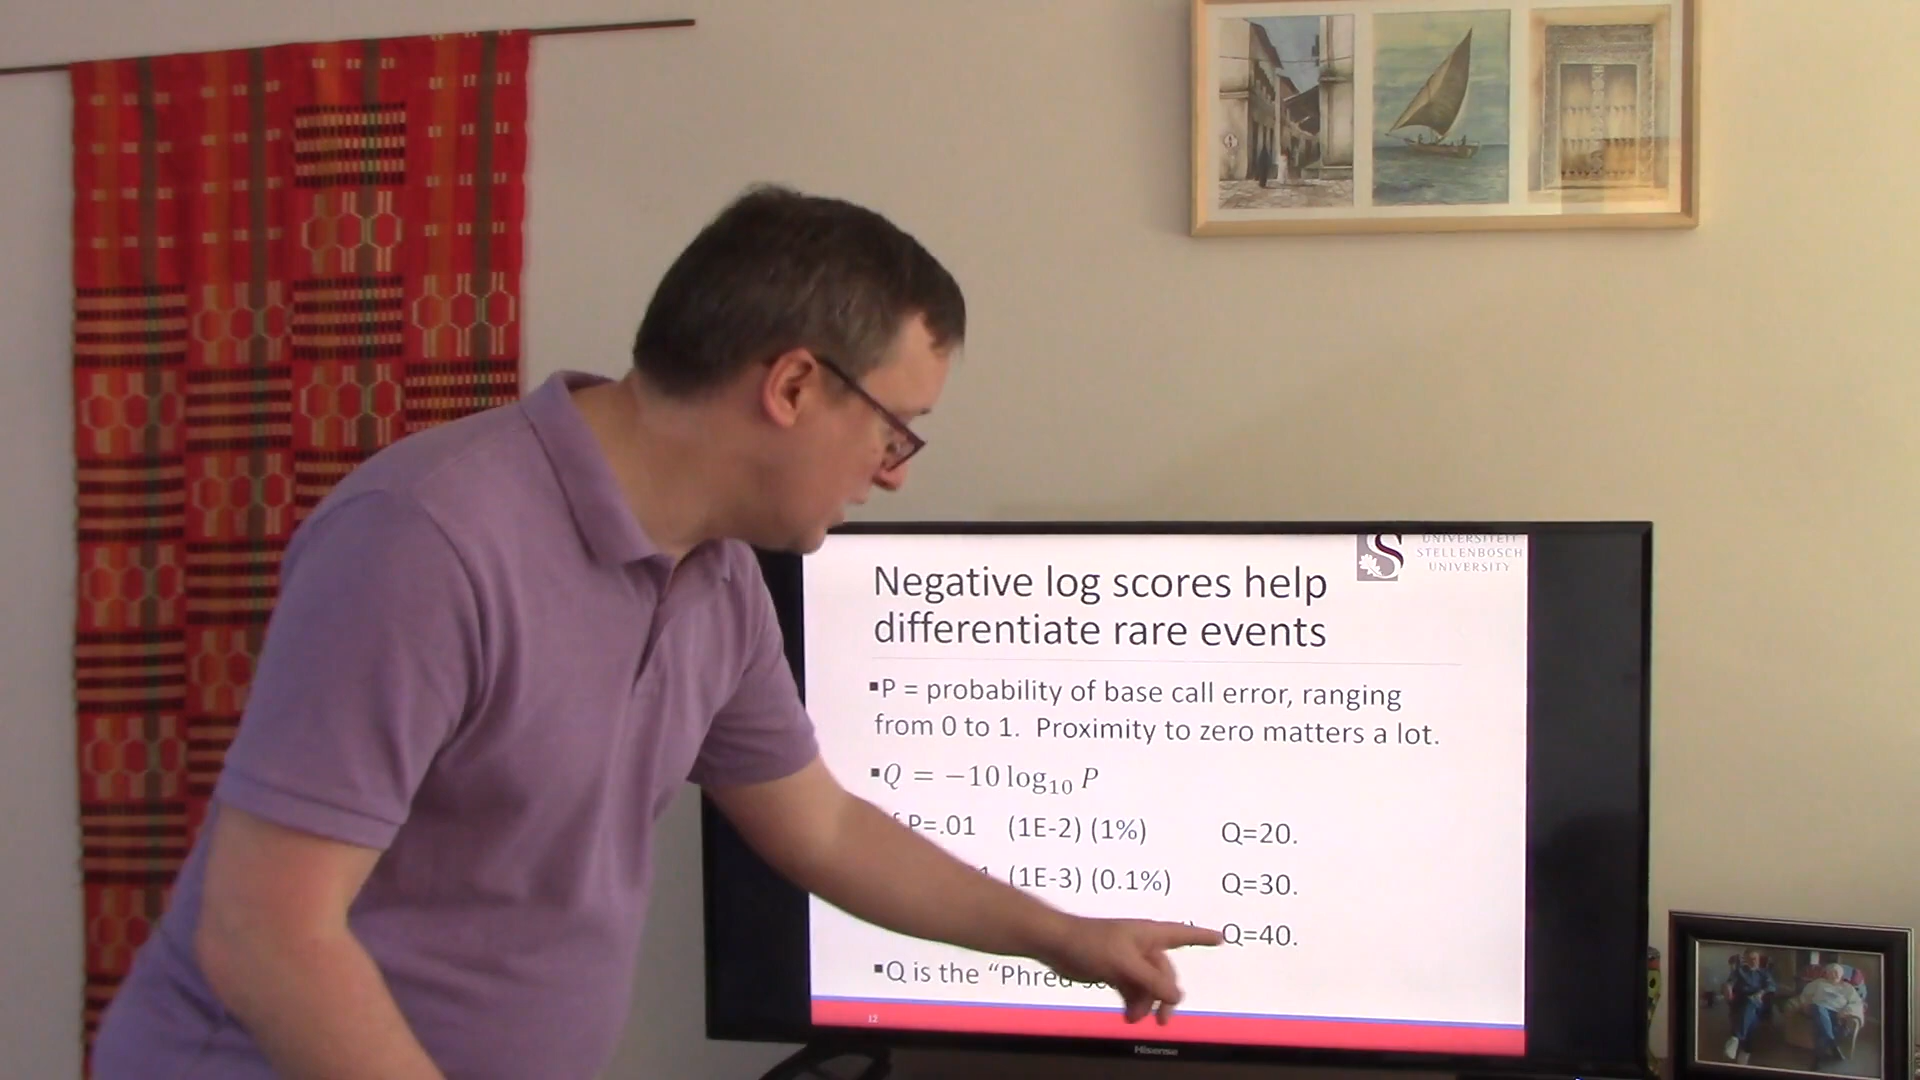 UNIVERSITEIT
STELLENBOSCH
UNIVERSITY
Negative log scores help
differentiate rare events
▪P = probability of base call error, ranging
from 0 to 1. Proximity to zero matters a lot.
▪Q = −10 log₁₀ P
P=.01 (1E-2) (1%) Q=20.
(1E-3) (0.1%) Q=30.
Q=40.
▪Q is the “Phred
12
Hisense